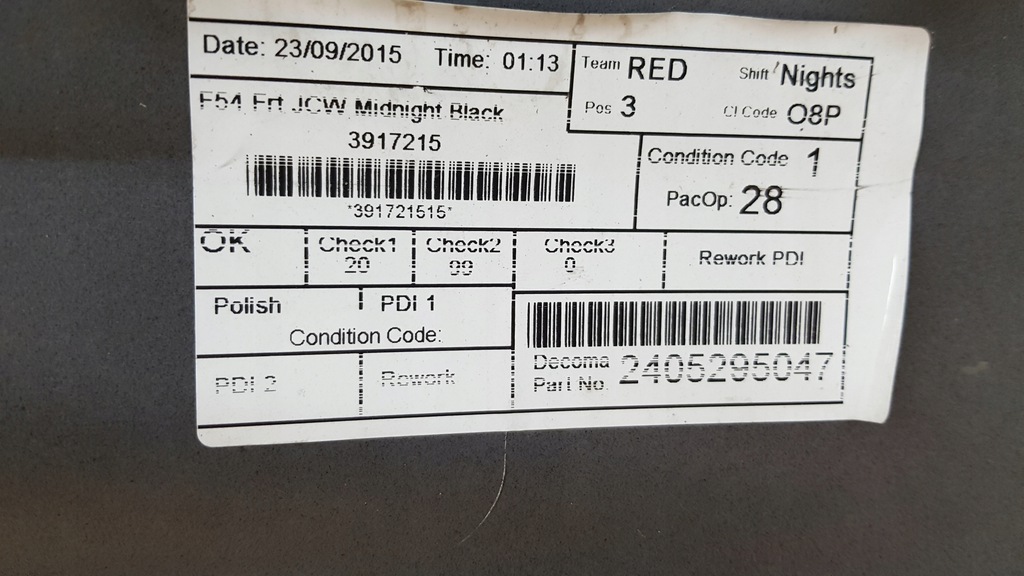 Date: 23/09/2015 Time: 01:13
Team RED Shift Nights
Pos 3 Cl Code O8P
F54 Frt JCW Midnight Black
3917215
*391721515*
Condition Code 1
PacOp: 28
OK Check1 Check2 Check3 Rework PDI
20 99 0
Polish PDI 1
Condition Code:
PDI 2 Rework
Decoma
Part No. 2405295047